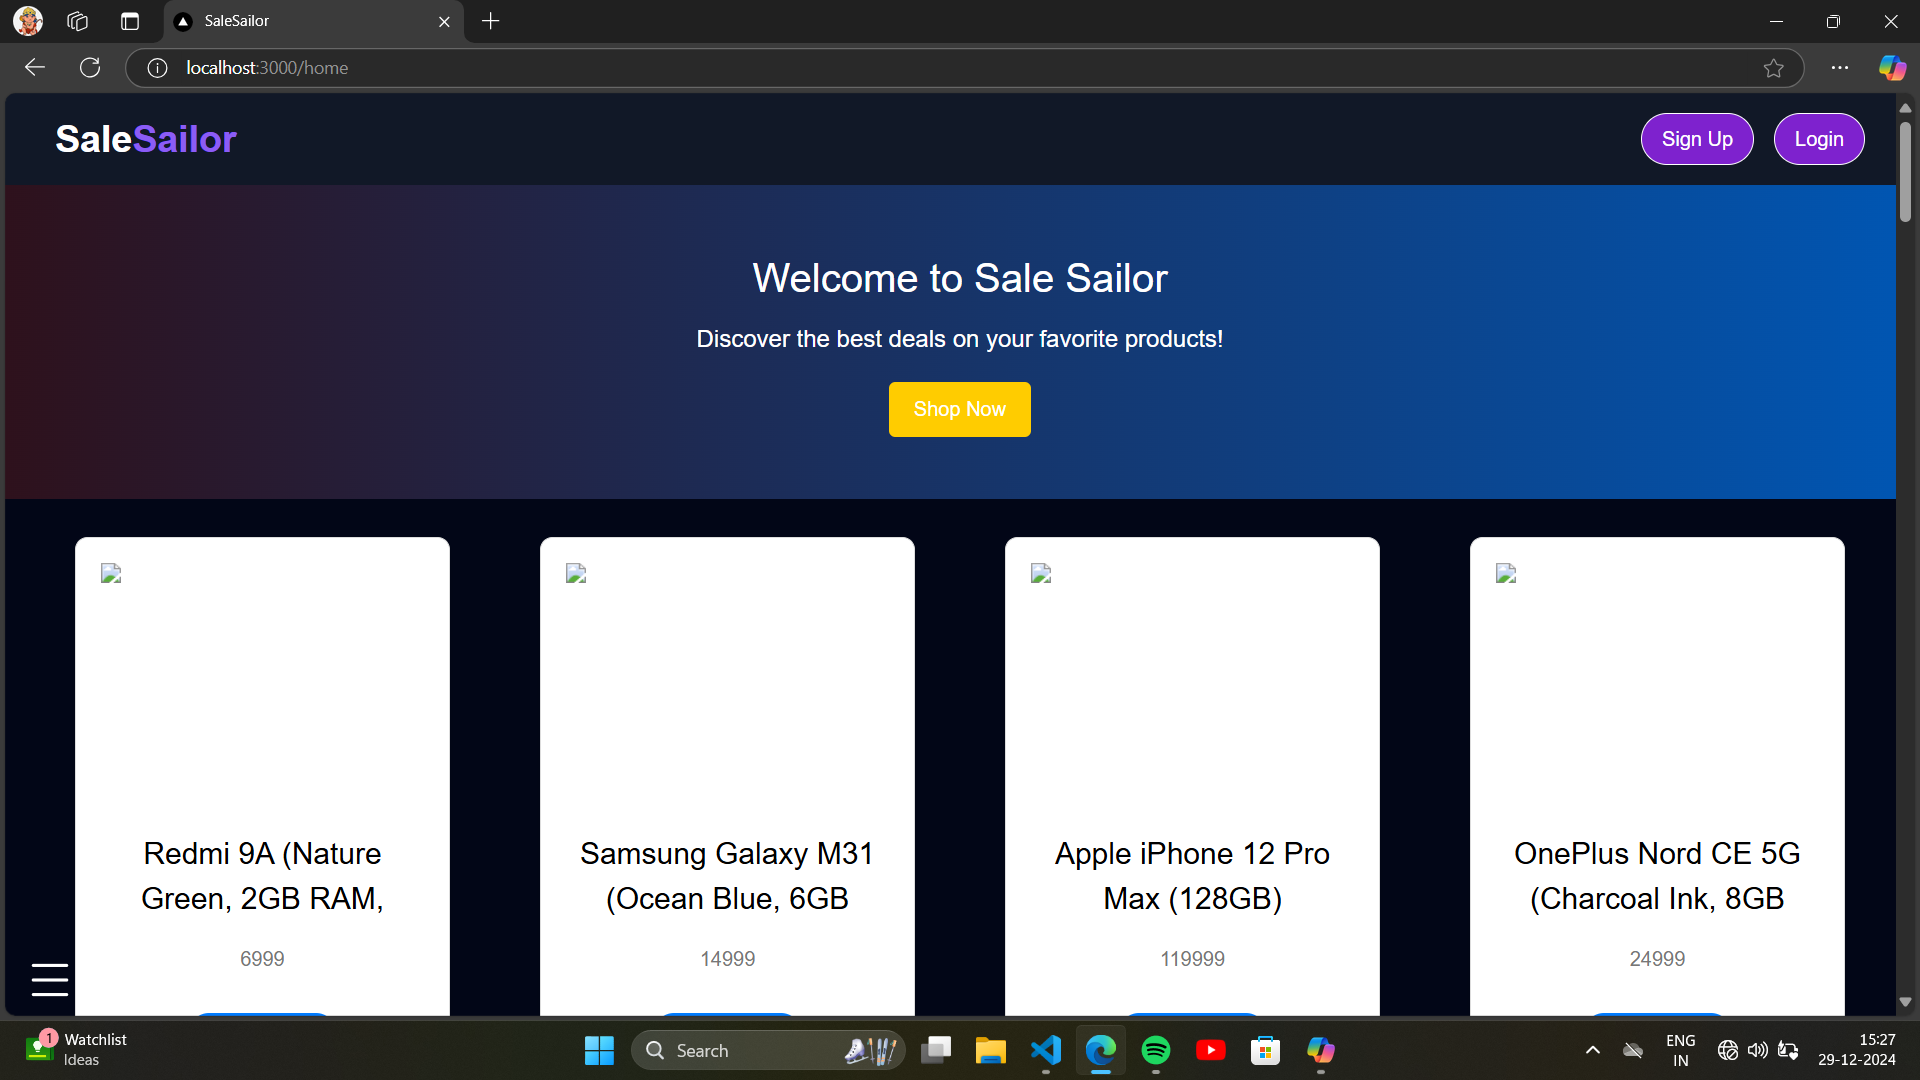 SaleSailor
localhost:3000/home
SaleSailor
Sign Up
Login
Welcome to Sale Sailor
Discover the best deals on your favorite products!
Shop Now
Redmi 9A (Nature
Green, 2GB RAM,
6999
Samsung Galaxy M31
(Ocean Blue, 6GB
14999
Apple iPhone 12 Pro
Max (128GB)
119999
OnePlus Nord CE 5G
(Charcoal Ink, 8GB
24999
1
Watchlist
Ideas
Search
ENG
IN
15:27
29-12-2024